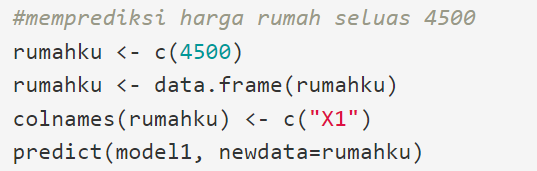 #memprediksi harga rumah seluas 4500
rumahku <- c(4500)
rumahku <- data.frame(rumahku)
colnames(rumahku) <- c("X1")
predict(model1, newdata=rumahku)